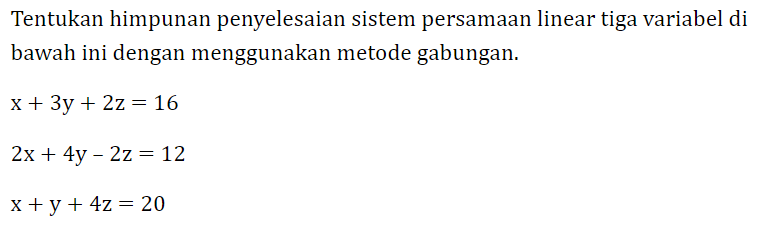 Tentukan himpunan penyelesaian sistem persamaan linear tiga variabel di
bawah ini dengan menggunakan metode gabungan.
x + 3y + 2z = 16
2x + 4y – 2z = 12
x + y + 4z = 20